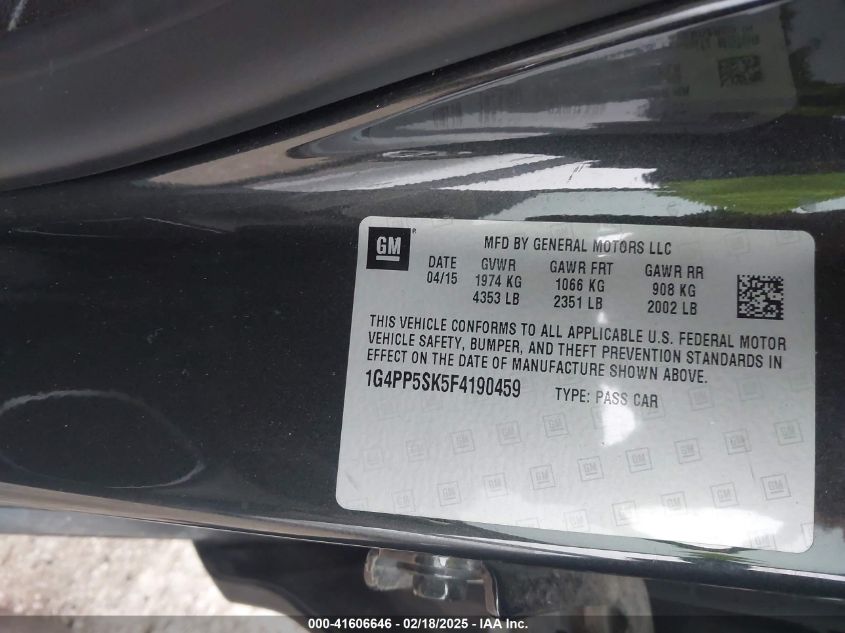 GM
MFD BY GENERAL MOTORS LLC
DATE GVWR GAWR FRT GAWR RR
04/15 1974 KG 1066 KG 908 KG
4353 LB 2351 LB 2002 LB
THIS VEHICLE CONFORMS TO ALL APPLICABLE U.S. FEDERAL MOTOR
VEHICLE SAFETY, BUMPER, AND THEFT PREVENTION STANDARDS IN
EFFECT ON THE DATE OF MANUFACTURE SHOWN ABOVE.
1G4PP5SK5F4190459 TYPE: PASS CAR
000-41606646 / 02/18/2025 - IAA Inc.